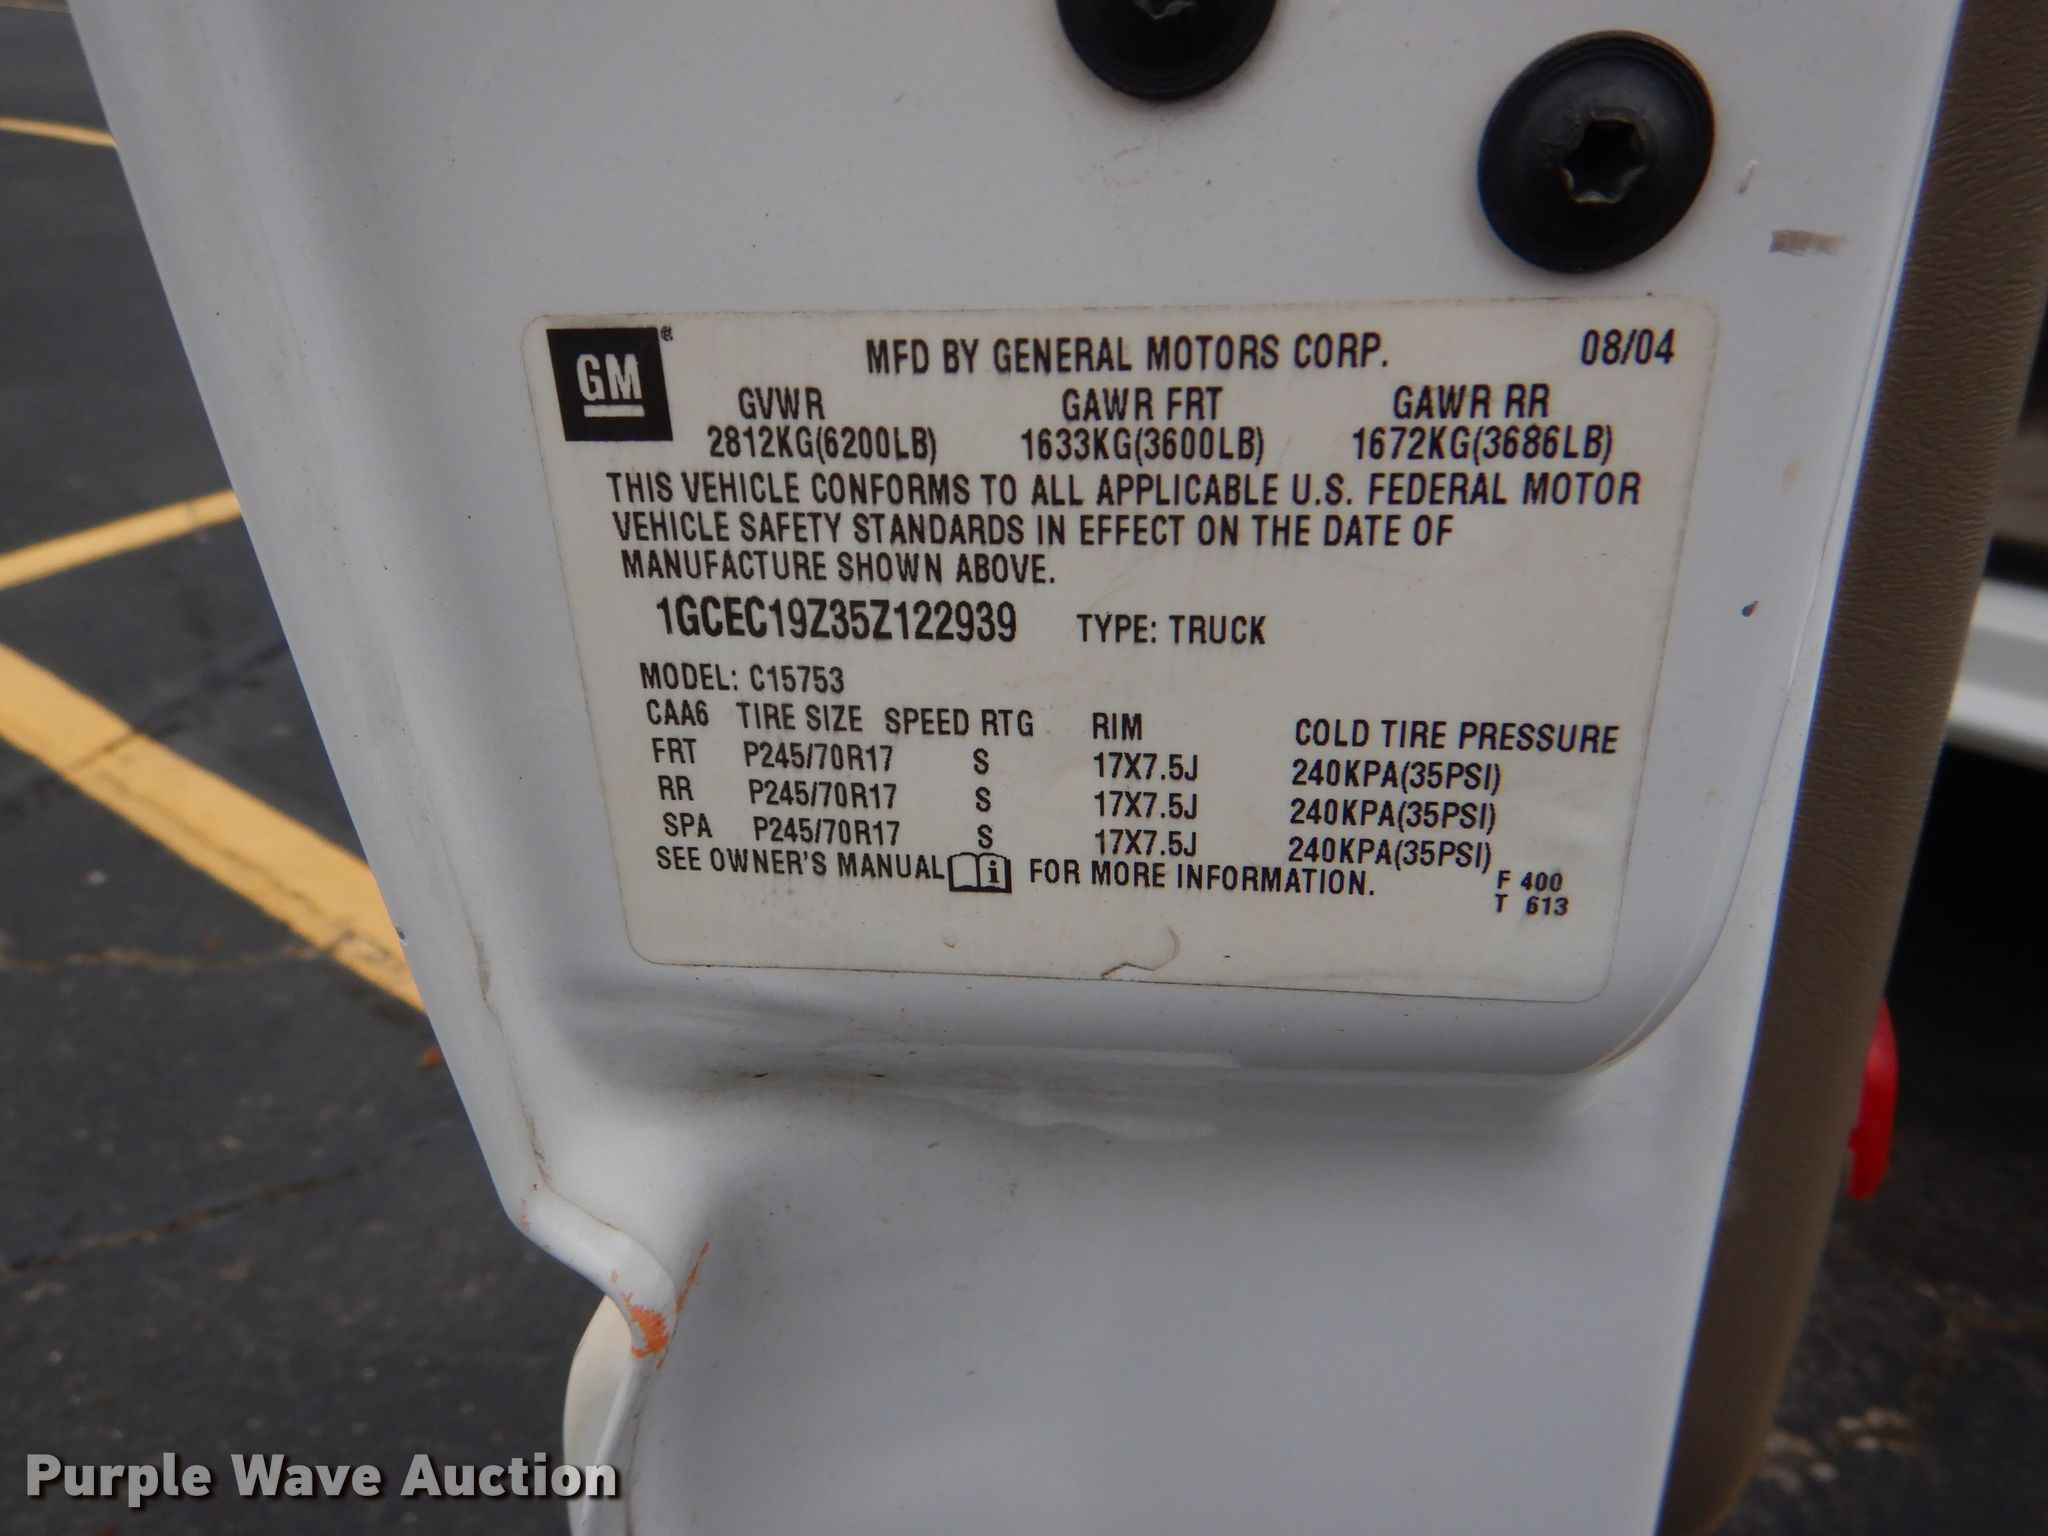 GM®
MFD BY GENERAL MOTORS CORP. 08/04
GVWR GAWR FRT GAWR RR
2812KG(6200LB) 1633KG(3600LB) 1672KG(3686LB)
THIS VEHICLE CONFORMS TO ALL APPLICABLE U.S. FEDERAL MOTOR
VEHICLE SAFETY STANDARDS IN EFFECT ON THE DATE OF
MANUFACTURE SHOWN ABOVE.
1GCEC19Z35Z122939 TYPE: TRUCK
MODEL: C15753
CAA6 TIRE SIZE SPEED RTG RIM COLD TIRE PRESSURE
FRT P245/70R17 S 17X7.5J 240KPA(35PSI)
RR P245/70R17 S 17X7.5J 240KPA(35PSI)
SPA P245/70R17 S 17X7.5J 240KPA(35PSI)
SEE OWNER'S MANUAL i FOR MORE INFORMATION.
F 400
T 613
Purple Wave Auction